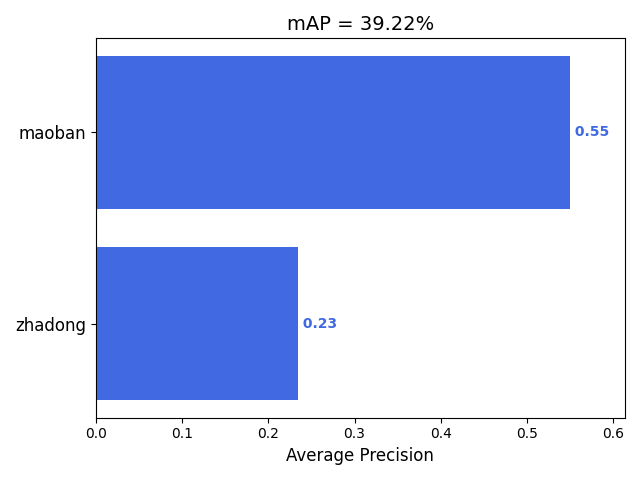 mAP = 39.22%
maoban
0.55
zhadong
0.23
0.0 0.1 0.2 0.3 0.4 0.5 0.6
Average Precision